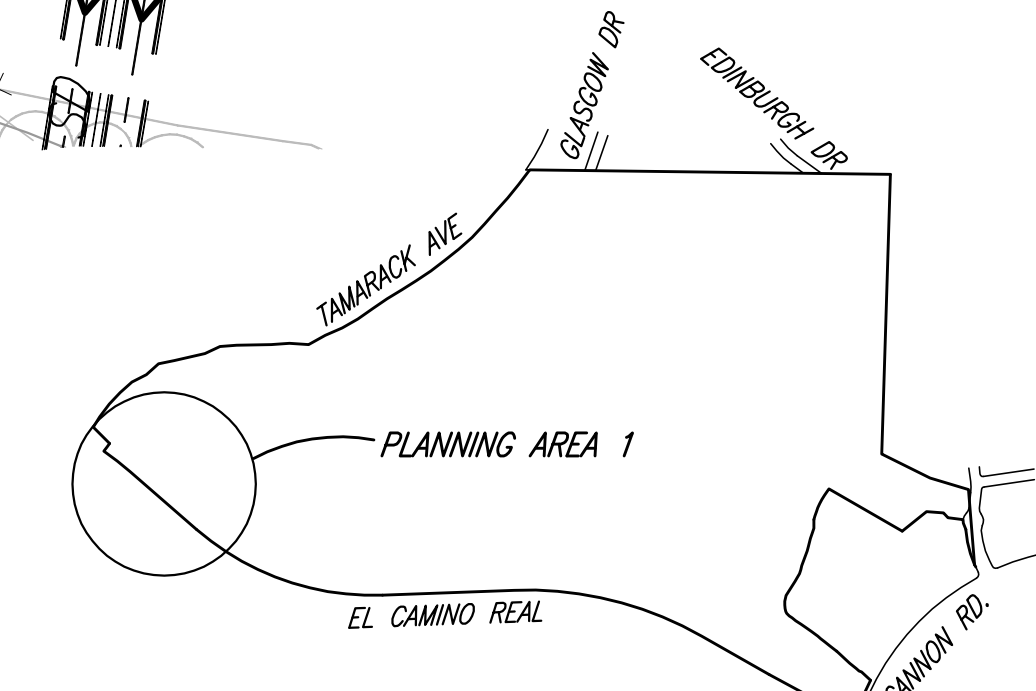 GLASGOW DR
EDINBURGH DR
TAMARACK AVE
PLANNING AREA 1
EL CAMINO REAL
CANNON RD.